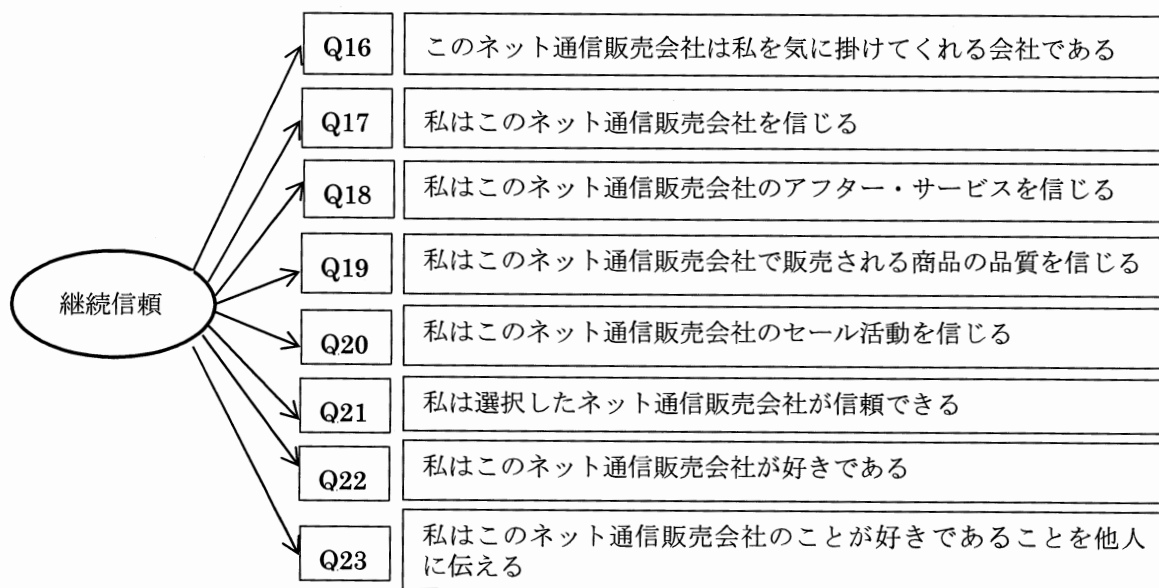 Q16 このネット通信販売会社は私を気に掛けてくれる会社である
Q17 私はこのネット通信販売会社を信じる
Q18 私はこのネット通信販売会社のアフター・サービスを信じる
Q19 私はこのネット通信販売会社で販売される商品の品質を信じる
継続信頼
Q20 私はこのネット通信販売会社のセール活動を信じる
Q21 私は選択したネット通信販売会社が信頼できる
Q22 私はこのネット通信販売会社が好きである
Q23 私はこのネット通信販売会社のことが好きであることを他人
に伝える